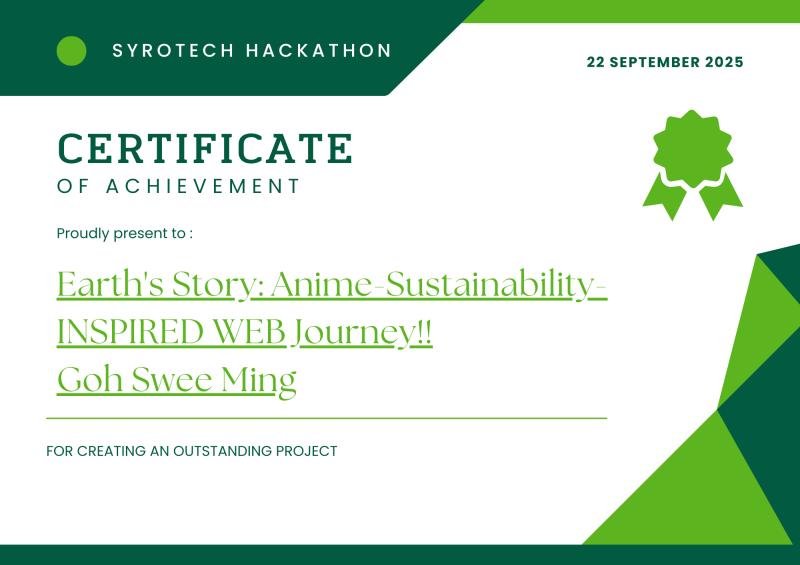 SYROTECH HACKATHON
22 SEPTEMBER 2025
CERTIFICATE
OF ACHIEVEMENT
Proudly present to :
Earth's Story: Anime-Sustainability-
INSPIRED WEB Journey!!
Goh Swee Ming
FOR CREATING AN OUTSTANDING PROJECT